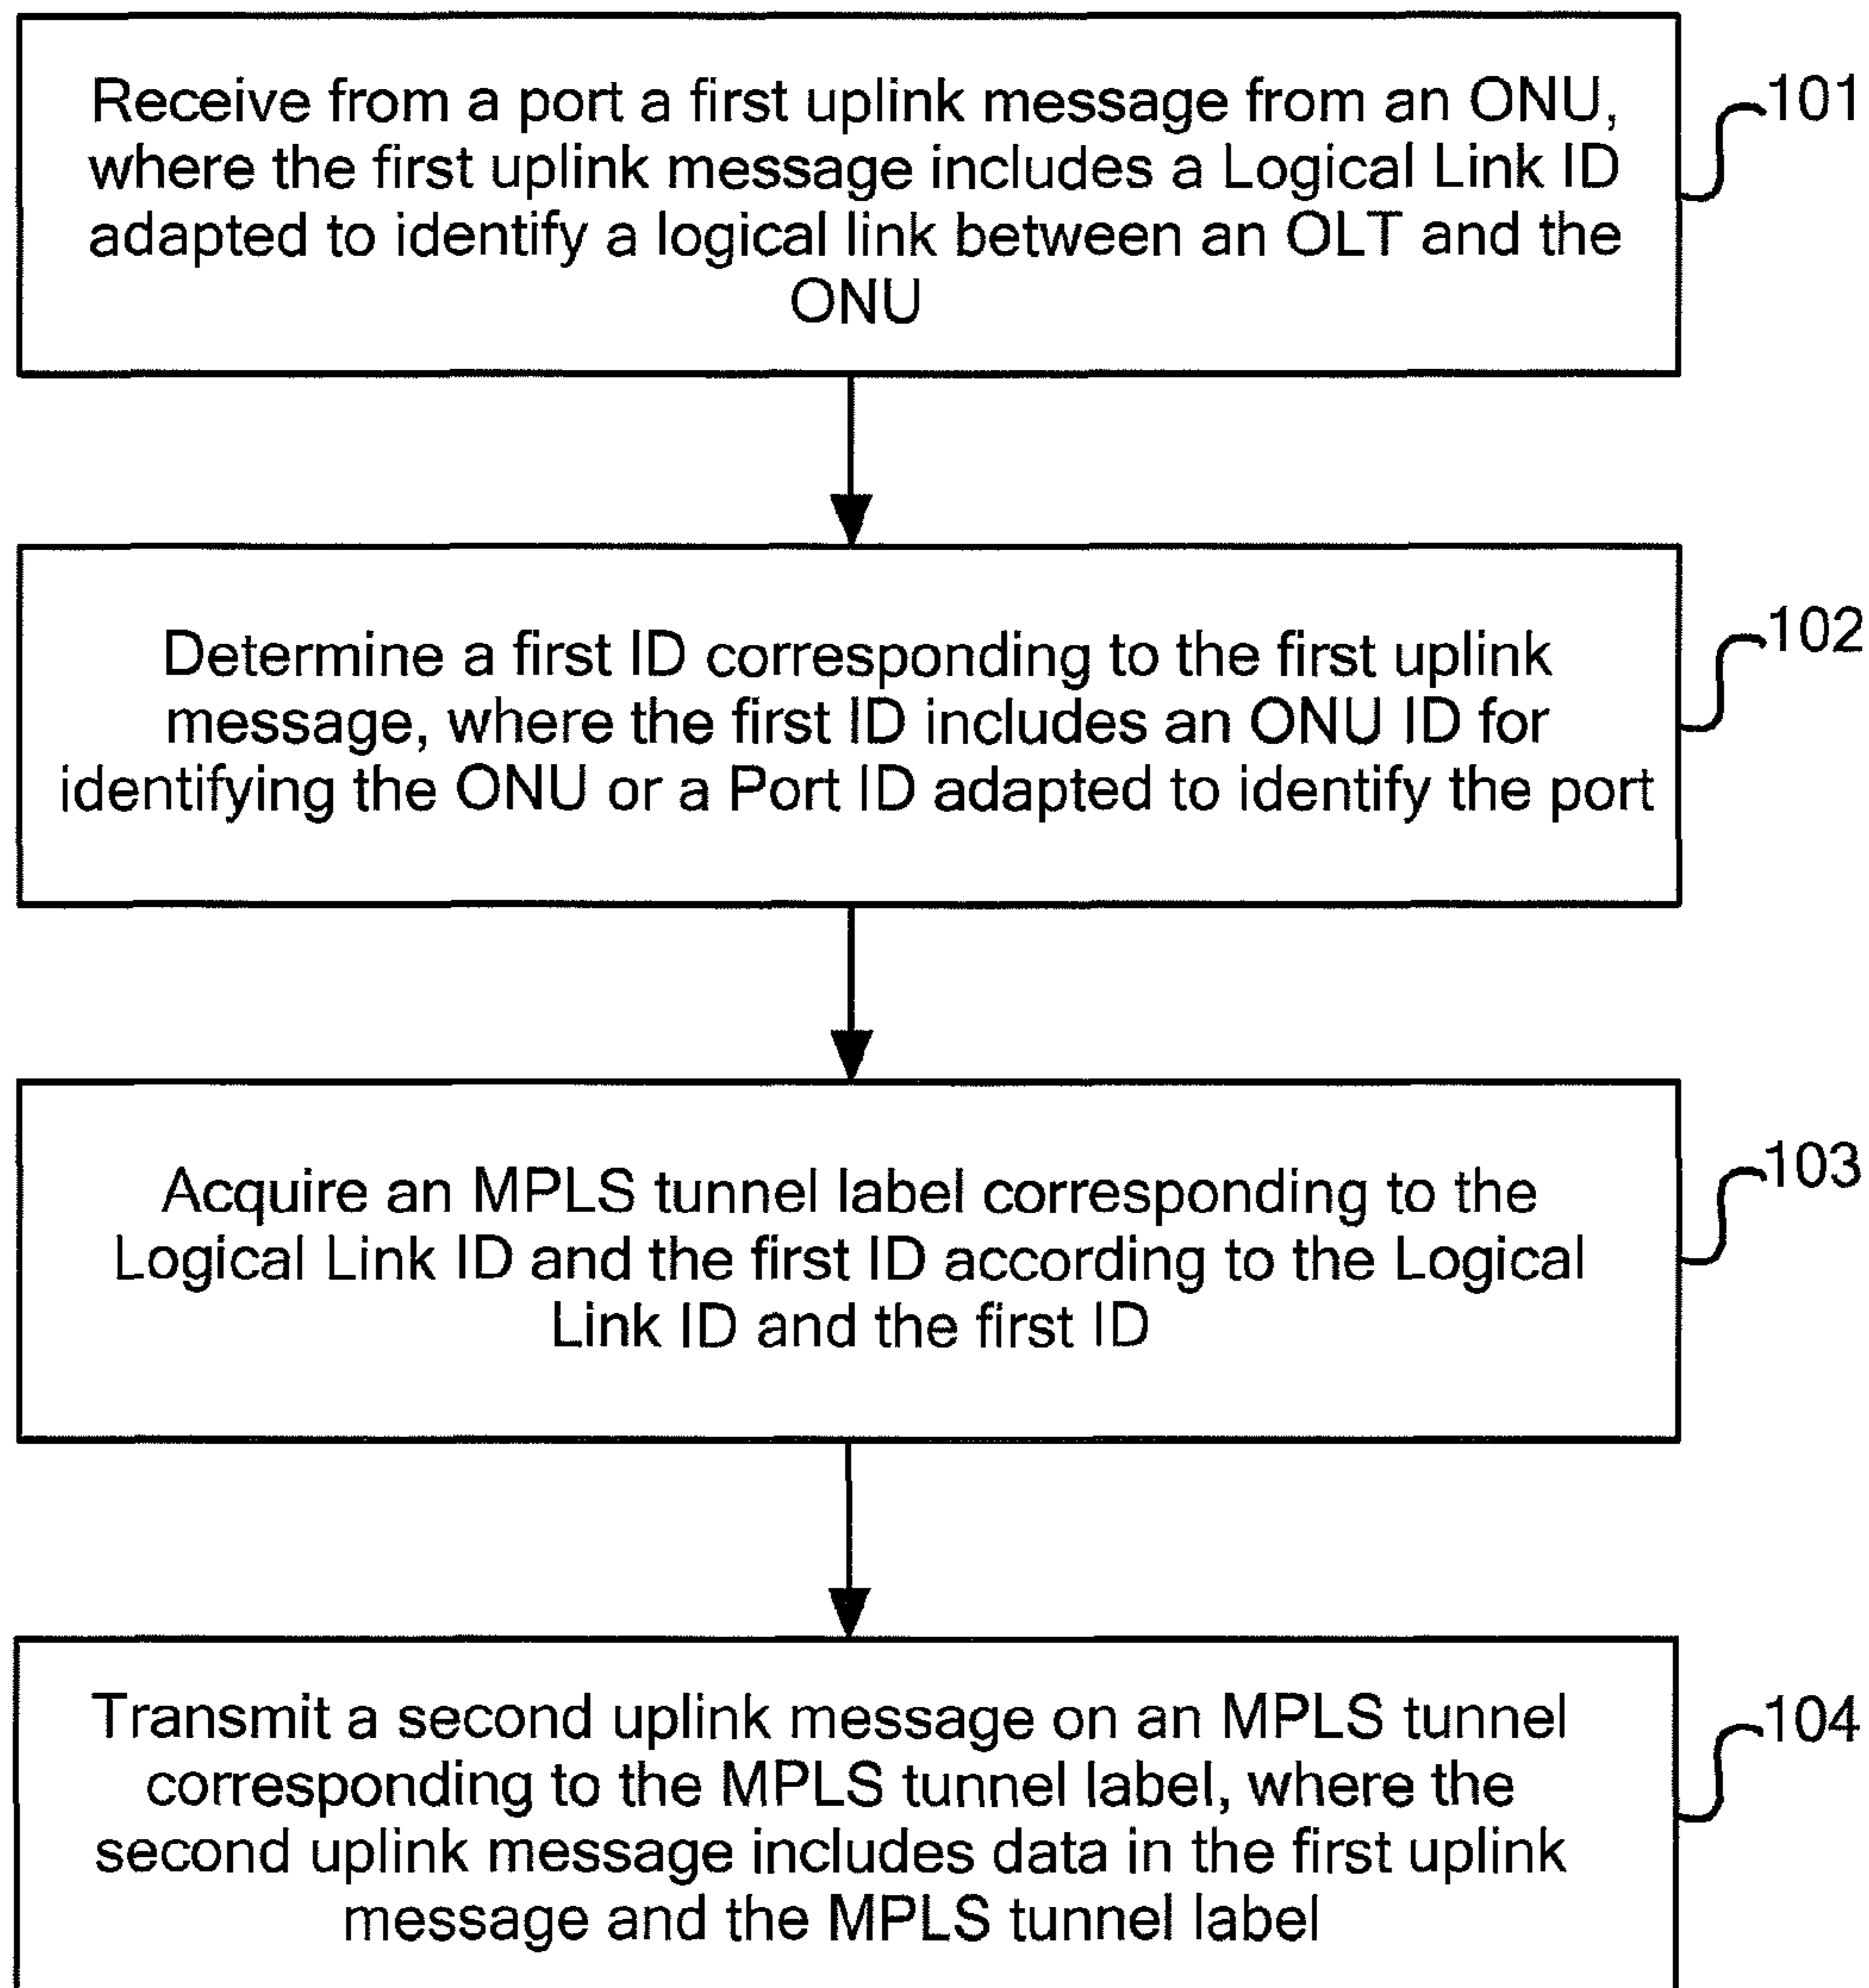 Receive from a port a first uplink message from an ONU,
where the first uplink message includes a Logical Link ID
adapted to identify a logical link between an OLT and the
ONU
101
Determine a first ID corresponding to the first uplink
message, where the first ID includes an ONU ID for
identifying the ONU or a Port ID adapted to identify the port
102
Acquire an MPLS tunnel label corresponding to the
Logical Link ID and the first ID according to the Logical
Link ID and the first ID
103
Transmit a second uplink message on an MPLS tunnel
corresponding to the MPLS tunnel label, where the
second uplink message includes data in the first uplink
message and the MPLS tunnel label
104